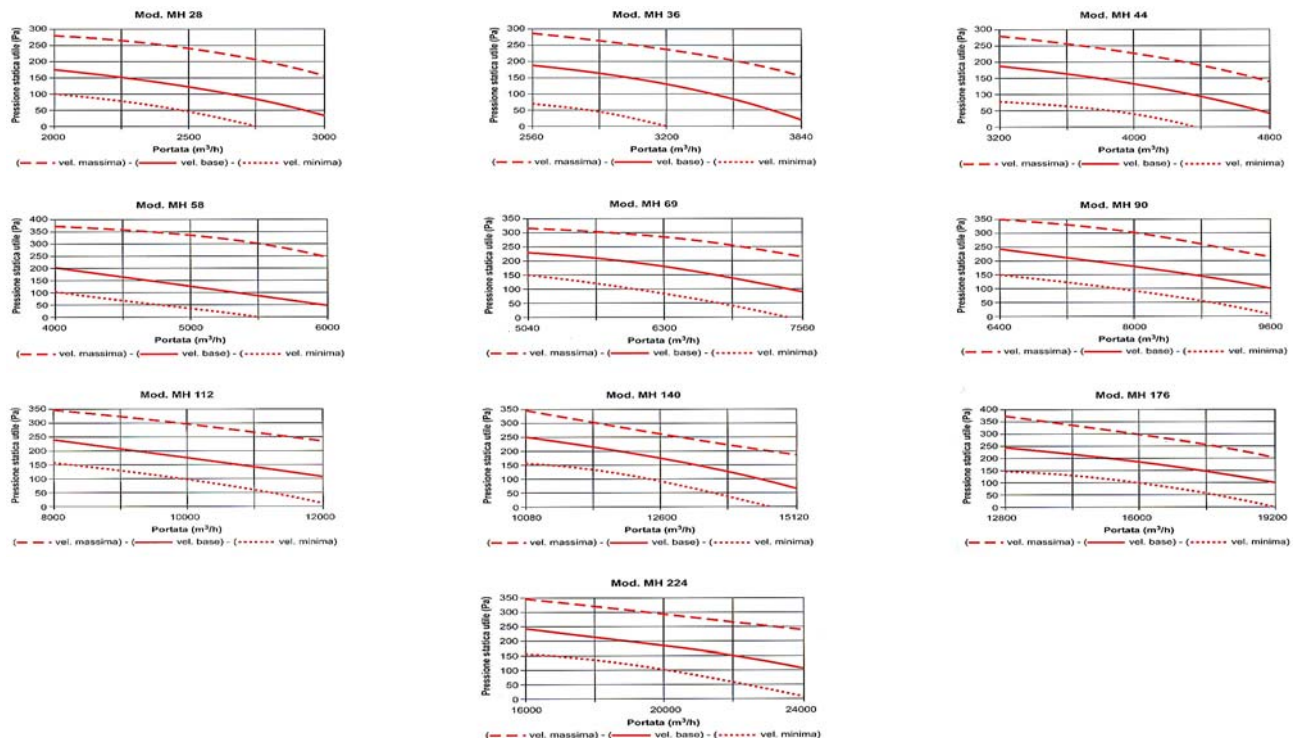 Mod. MH 28
Pressione statica utile (Pa)
300
250
200
150
100
50
0
2000 2500 3000
Portata (m³/h)
( vel. massima) - ( vel. base) - ( vel. minima)
Mod. MH 36
Pressione statica utile (Pa)
300
250
200
150
100
50
0
2560 3200 3840
Portata (m³/h)
( vel. massima) - ( vel. base) - ( vel. minima)
Mod. MH 44
Pressione statica utile (Pa)
300
250
200
150
100
50
0
3200 4000 4800
Portata (m³/h)
( vel. massima) - ( vel. base) - ( vel. minima)
Mod. MH 58
Pressione statica utile (Pa)
400
350
300
250
200
150
100
50
0
4000 5000 6000
Portata (m³/h)
( vel. massima) - ( vel. base) - ( vel. minima)
Mod. MH 69
Pressione statica utile (Pa)
350
300
250
200
150
100
50
0
5040 6300 7560
Portata (m³/h)
( vel. massima) - ( vel. base) - ( vel. minima)
Mod. MH 90
Pressione statica utile (Pa)
350
300
250
200
150
100
50
0
6400 8000 9600
Portata (m³/h)
( vel. massima) - ( vel. base) - ( vel. minima)
Mod. MH 112
Pressione statica utile (Pa)
350
300
250
200
150
100
50
0
8000 10000 12000
Portata (m³/h)
( vel. massima) - ( vel. base) - ( vel. minima)
Mod. MH 140
Pressione statica utile (Pa)
350
300
250
200
150
100
50
0
10080 12600 15120
Portata (m³/h)
( vel. massima) - ( vel. base) - ( vel. minima)
Mod. MH 176
Pressione statica utile (Pa)
400
350
300
250
200
150
100
50
0
12800 16000 19200
Portata (m³/h)
( vel. massima) - ( vel. base) - ( vel. minima)
Mod. MH 224
Pressione statica utile (Pa)
350
300
250
200
150
100
50
0
16000 20000 24000
Portata (m³/h)
( vel. massima) - ( vel. base) - ( vel. minima)